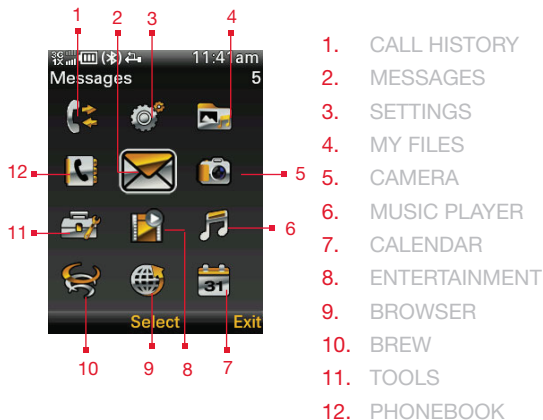 1 2 3 4
3G 1X 11:41am
Messages 5
12
5
11
6
31
Select Exit
10 9 8 7
1. CALL HISTORY
2. MESSAGES
3. SETTINGS
4. MY FILES
5. CAMERA
6. MUSIC PLAYER
7. CALENDAR
8. ENTERTAINMENT
9. BROWSER
10. BREW
11. TOOLS
12. PHONEBOOK